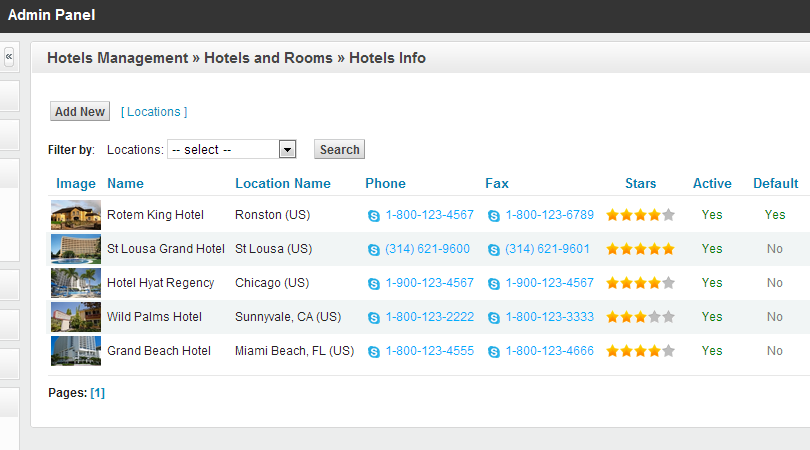 Admin Panel
«
Hotels Management » Hotels and Rooms » Hotels Info
Add New [ Locations ]
Filter by: Locations: -- select -- Search
Image Name Location Name Phone Fax Stars Active Default
Rotem King Hotel Ronston (US) 1-800-123-4567 1-800-123-6789 Yes Yes
St Lousa Grand Hotel St Lousa (US) (314) 621-9600 (314) 621-9601 Yes No
Hotel Hyat Regency Chicago (US) 1-900-123-4567 1-900-123-4567 Yes No
Wild Palms Hotel Sunnyvale, CA (US) 1-800-123-2222 1-800-123-3333 Yes No
Grand Beach Hotel Miami Beach, FL (US) 1-800-123-4555 1-800-123-4666 Yes No
Pages: [1]